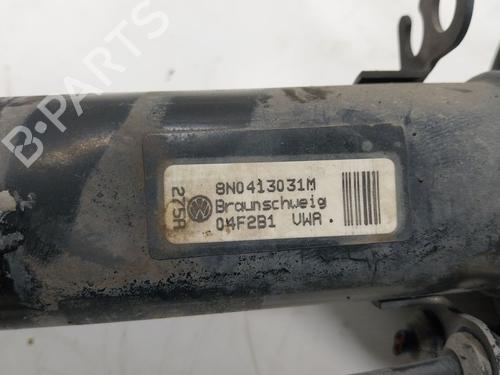 B-PARTS
275A
8N0413031M
Braunschweig
04F2B1 VWA.